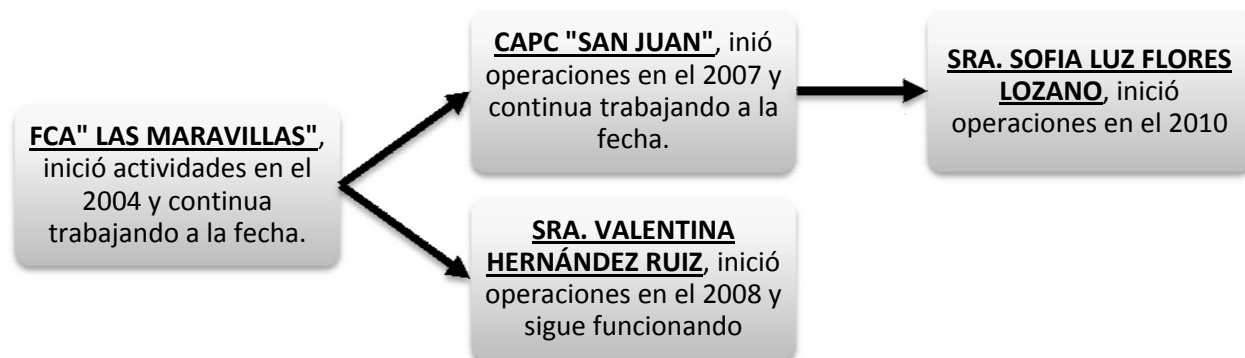 FCA" LAS MARAVILLAS",
inició actividades en el
2004 y continua
trabajando a la fecha.
CAPC "SAN JUAN", inió
operaciones en el 2007 y
continua trabajando a la
fecha.
SRA. SOFIA LUZ FLORES
LOZANO, inició
operaciones en el 2010
SRA. VALENTINA
HERNÁNDEZ RUIZ, inició
operaciones en el 2008 y
sigue funcionando